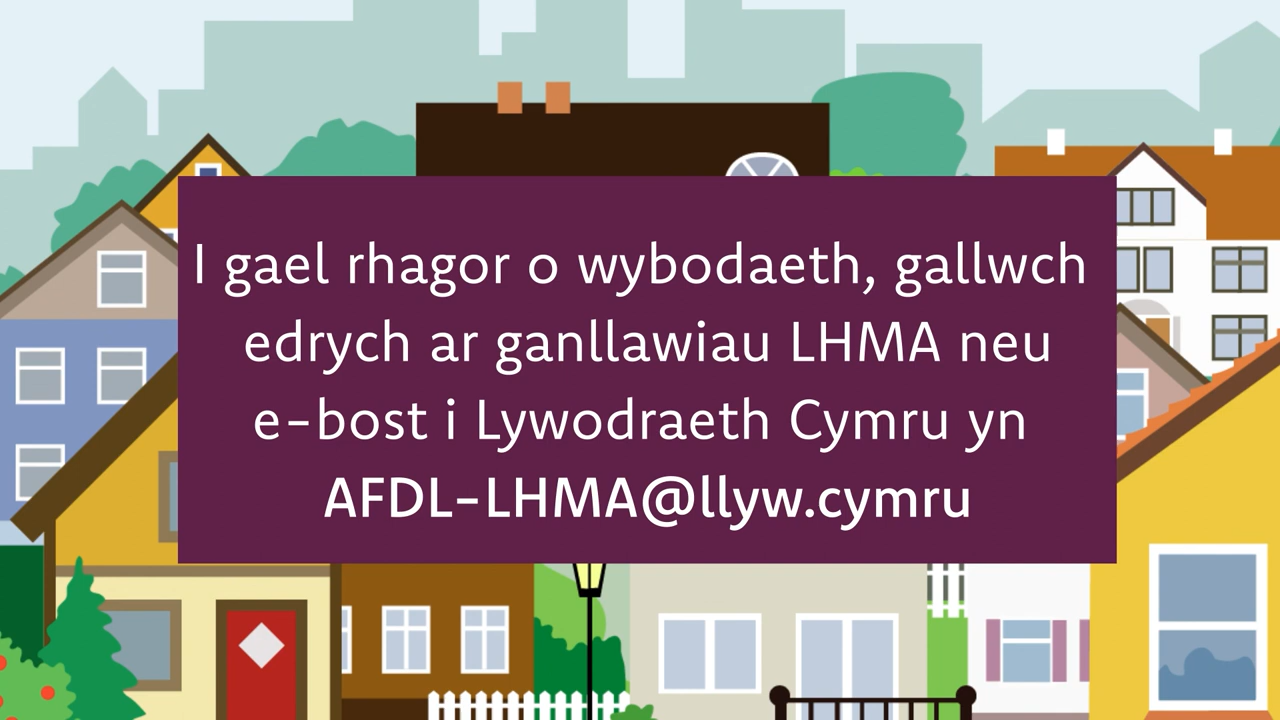 I gael rhagor o wybodaeth, gallwch
edrych ar ganllawiau LHMA neu
e-bost i Lywodraeth Cymru yn
AFDL-LHMA@llyw.cymru